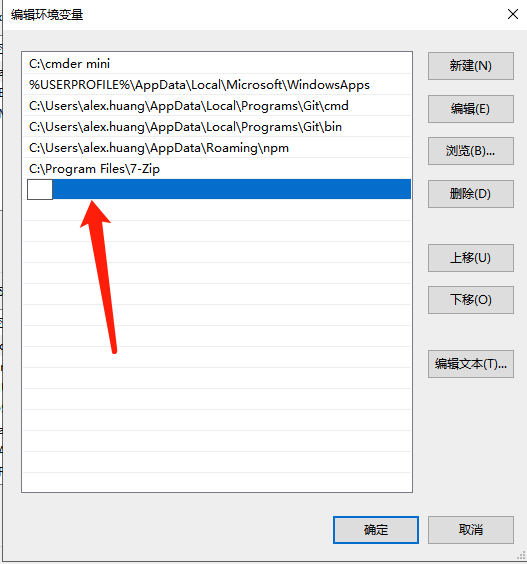 编辑环境变量
C:\cmder mini
%USERPROFILE%\AppData\Local\Microsoft\WindowsApps
C:\Users\alex.huang\AppData\Local\Programs\Git\cmd
C:\Users\alex.huang\AppData\Local\Programs\Git\bin
C:\Users\alex.huang\AppData\Roaming\npm
C:\Program Files\7-Zip
新建(N)
编辑(E)
浏览(B)...
删除(D)
上移(U)
下移(O)
编辑文本(T)...
确定
取消